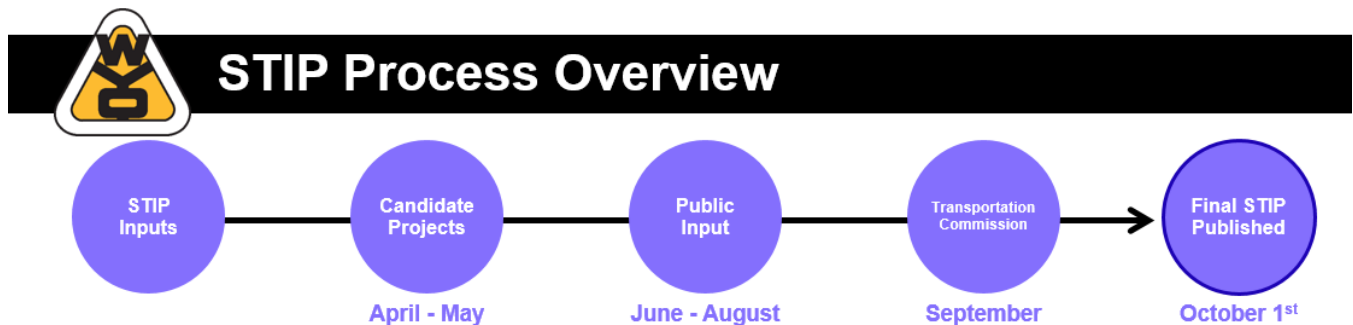 WYO
STIP Process Overview
STIP
Inputs
Candidate
Projects
Public
Input
Transportation
Commission
Final STIP
Published
April - May
June - August
September
October 1st